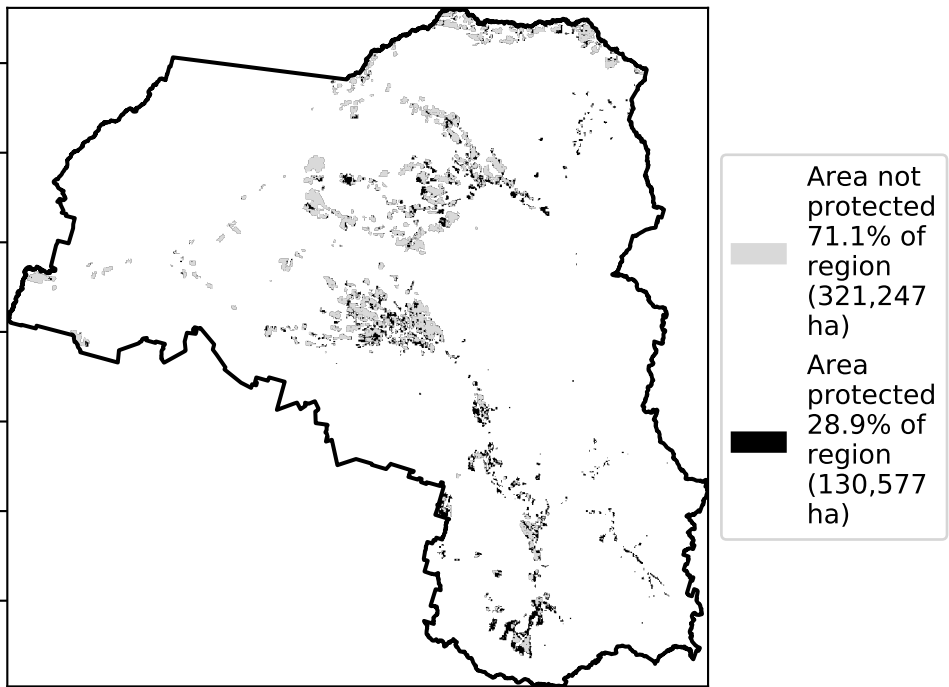 Area not
protected
71.1% of
region
(321,247
ha)
Area
protected
28.9% of
region
(130,577
ha)